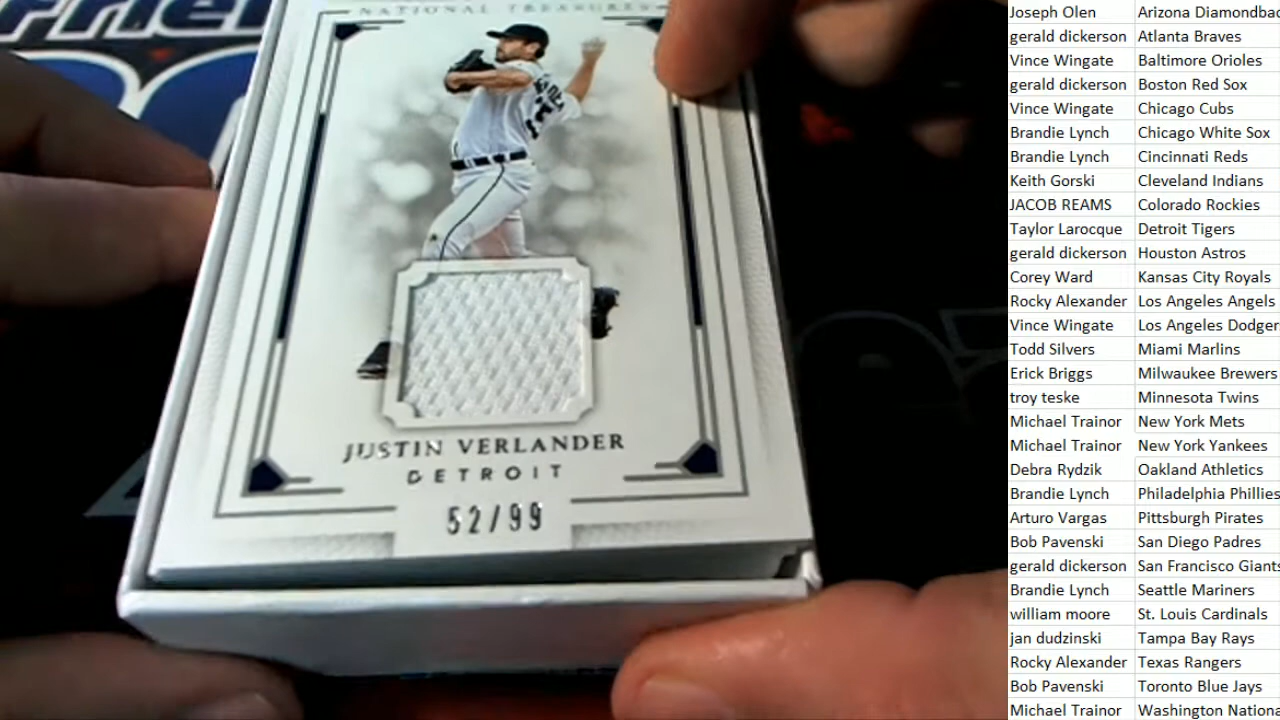 NATIONAL TREASURES
JUSTIN VERLANDER
DETROIT
52/99
Joseph Olen Arizona Diamondbac
gerald dickerson Atlanta Braves
Vince Wingate Baltimore Orioles
gerald dickerson Boston Red Sox
Vince Wingate Chicago Cubs
Brandie Lynch Chicago White Sox
Brandie Lynch Cincinnati Reds
Keith Gorski Cleveland Indians
JACOB REAMS Colorado Rockies
Taylor Larocque Detroit Tigers
gerald dickerson Houston Astros
Corey Ward Kansas City Royals
Rocky Alexander Los Angeles Angels
Vince Wingate Los Angeles Dodger
Todd Silvers Miami Marlins
Erick Briggs Milwaukee Brewers
troy teske Minnesota Twins
Michael Trainor New York Mets
Michael Trainor New York Yankees
Debra Rydzik Oakland Athletics
Brandie Lynch Philadelphia Phillies
Arturo Vargas Pittsburgh Pirates
Bob Pavenski San Diego Padres
gerald dickerson San Francisco Giants
Brandie Lynch Seattle Mariners
william moore St. Louis Cardinals
jan dudzinski Tampa Bay Rays
Rocky Alexander Texas Rangers
Bob Pavenski Toronto Blue Jays
Michael Trainor Washington Nationa